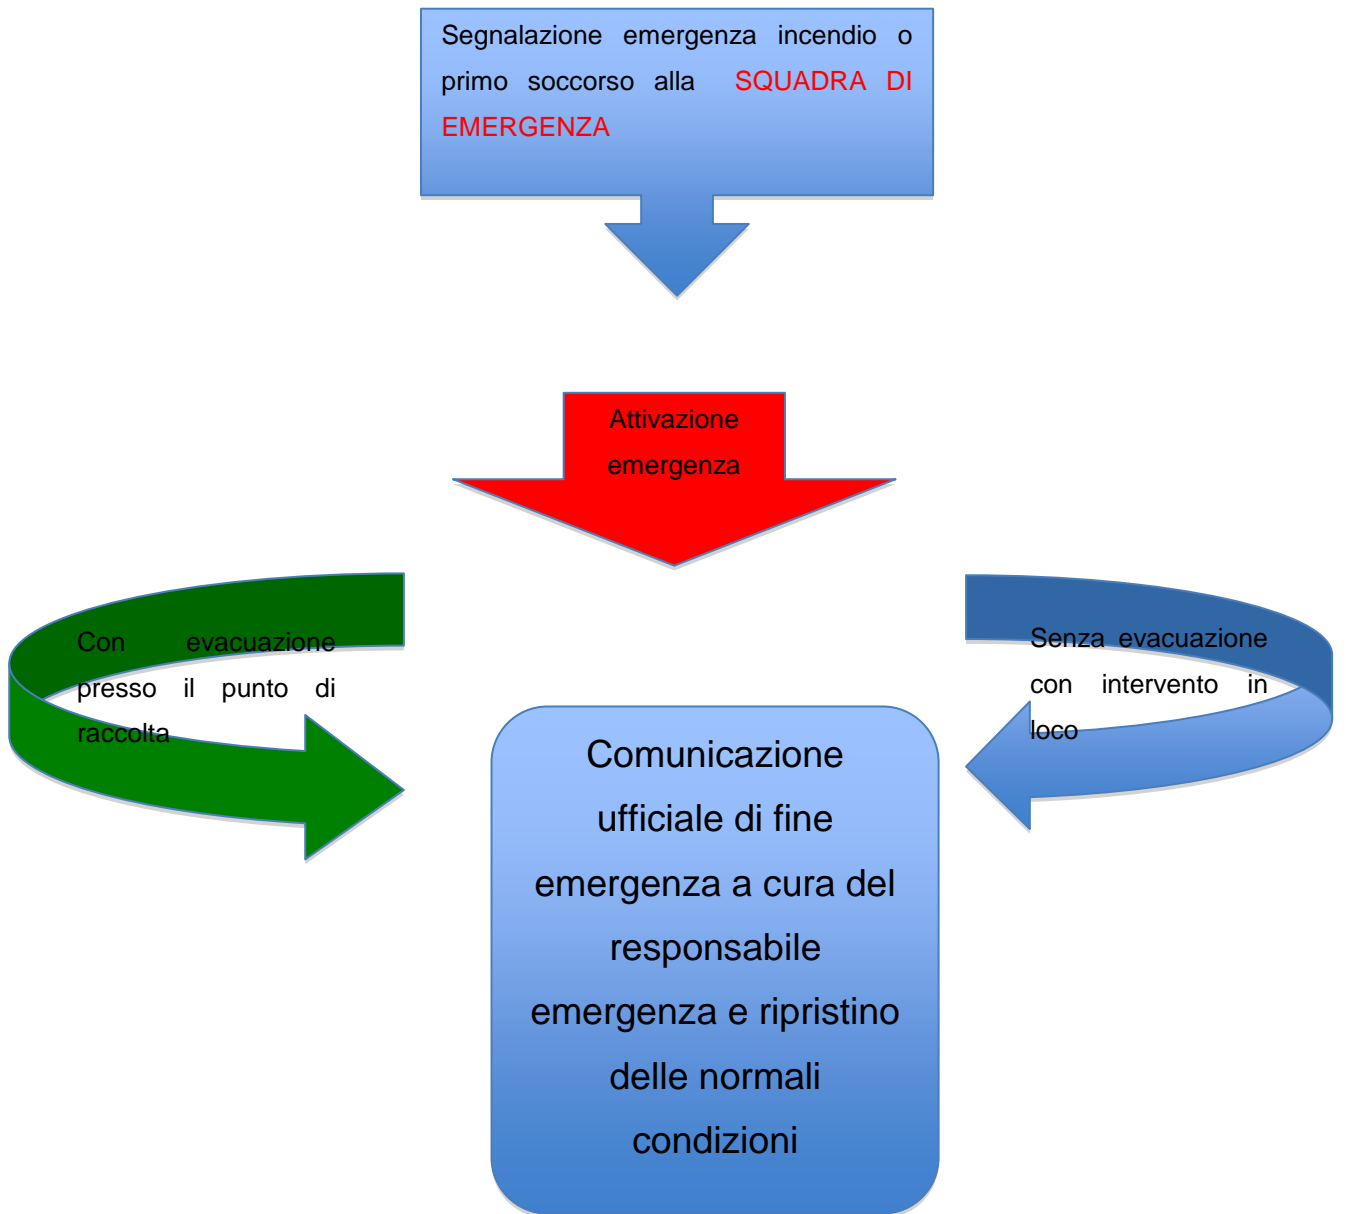 Segnalazione emergenza incendio o
primo soccorso alla SQUADRA DI
EMERGENZA
Attivazione
emergenza
Con evacuazione
presso il punto di
raccolta
Senza evacuazione
con intervento in
loco
Comunicazione
ufficiale di fine
emergenza a cura del
responsabile
emergenza e ripristino
delle normali
condizioni